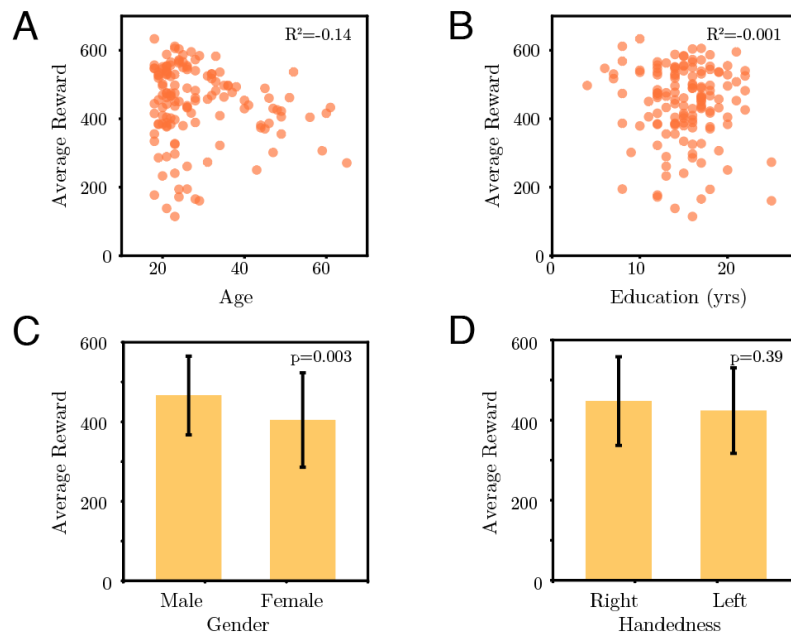 A
R²=-0.14
600
400
200
0
Average Reward
20
40
60
Age
B
R²=-0.001
600
400
200
0
Average Reward
10
20
Education (yrs)
C
p=0.003
600
400
200
0
Average Reward
Male
Female
Gender
D
p=0.39
600
400
200
0
Average Reward
Right
Left
Handedness